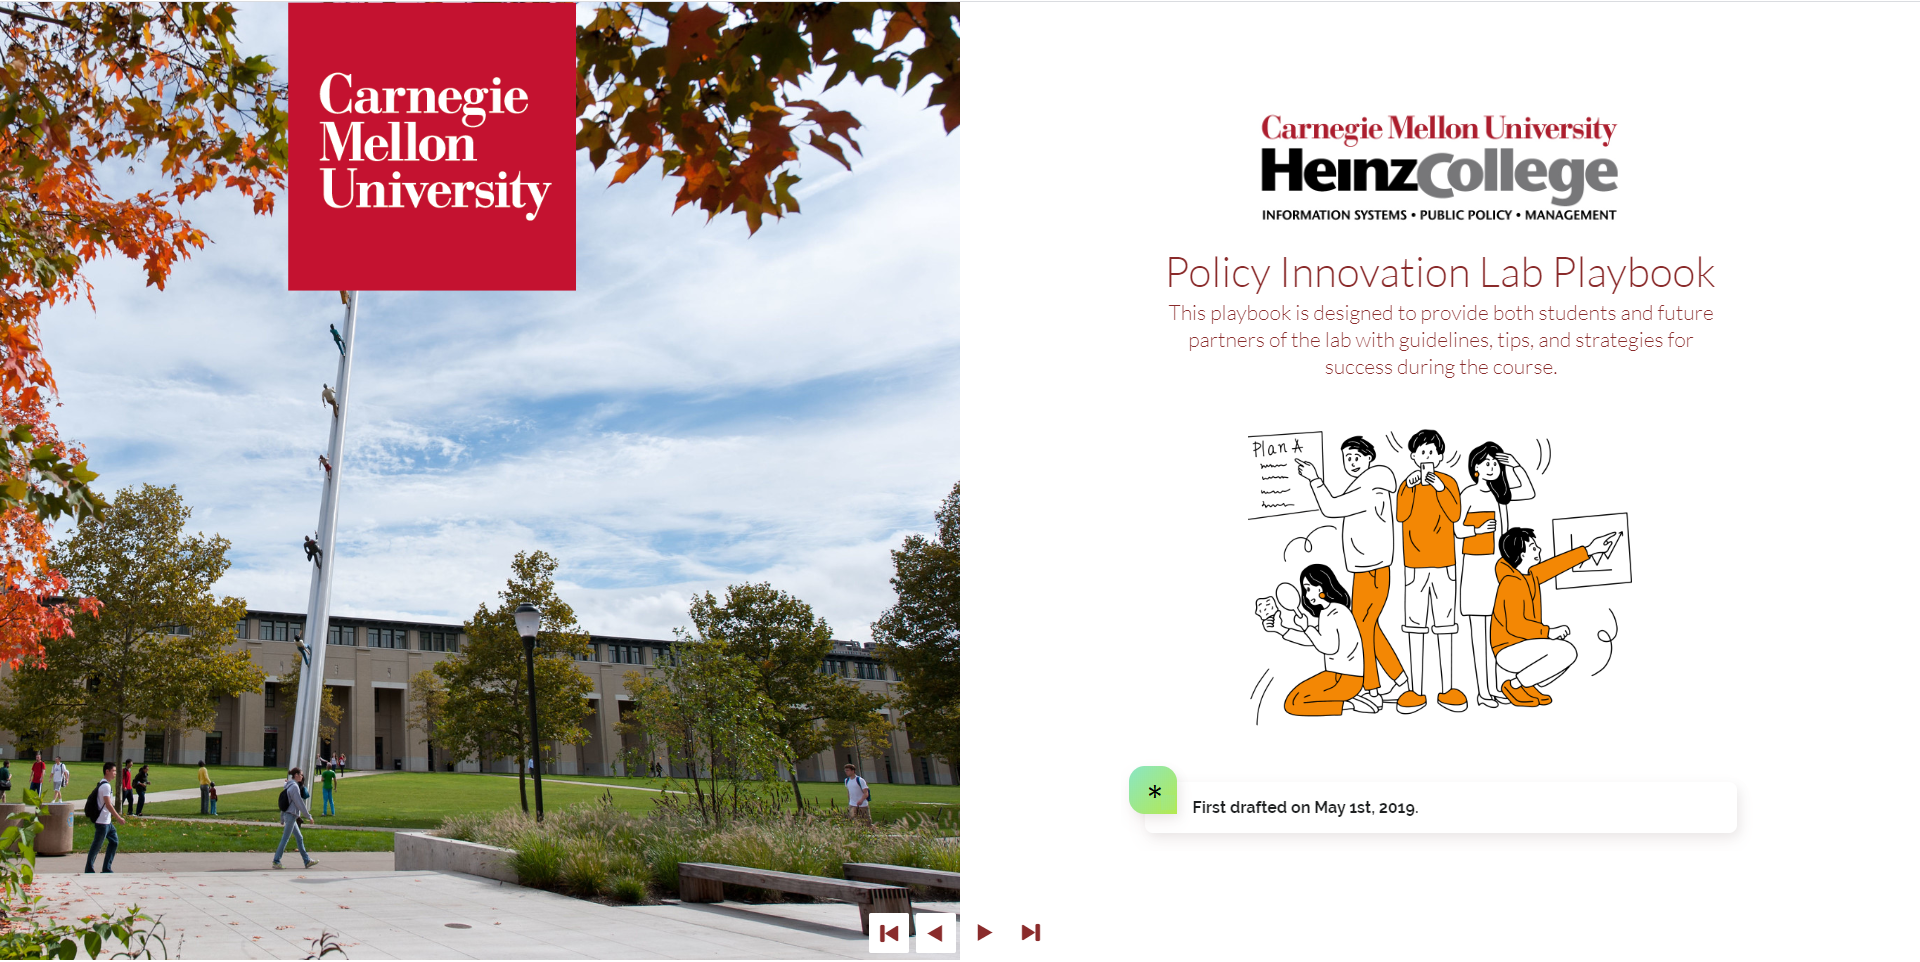 Carnegie
Mellon
University
Carnegie Mellon University
HeinzCollege
INFORMATION SYSTEMS • PUBLIC POLICY • MANAGEMENT
Policy Innovation Lab Playbook
This playbook is designed to provide both students and future
partners of the lab with guidelines, tips, and strategies for
success during the course.
Plan A
* First drafted on May 1st, 2019.